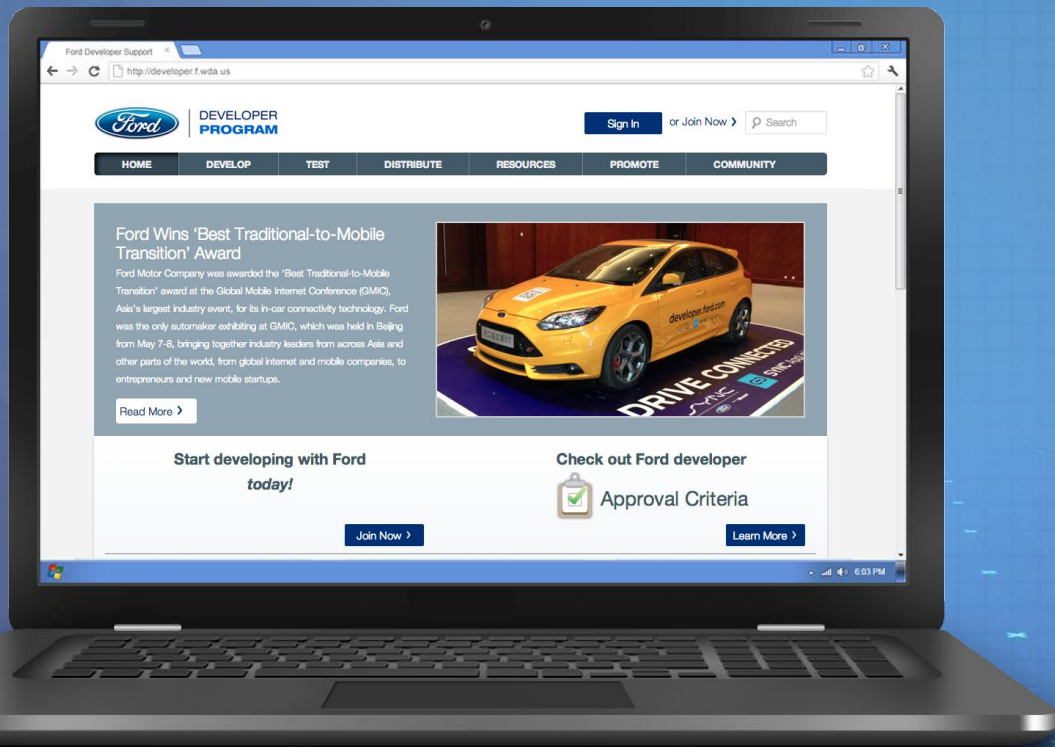 Ford Developer Support
http://developer.f.wda.us
Ford
DEVELOPER
PROGRAM
Sign In
or Join Now
Search
HOME DEVELOP TEST DISTRIBUTE RESOURCES PROMOTE COMMUNITY
Ford Wins 'Best Traditional-to-Mobile
Transition' Award
Ford Motor Company was awarded the 'Best Traditional-to-Mobile
Transition' award at the Global Mobile Internet Conference (GMIC),
Asia's largest industry event, for its in-car connectivity technology. Ford
was the only automaker exhibiting at GMIC, which was held in Beijing
from May 7-8, bringing together industry leaders from across Asia and
other parts of the world, from global internet and mobile companies, to
entrepreneurs and new mobile startups.
Read More
developer.ford.com
DRIVE CONNECTED
SYNC
SYNC AppLink
Start developing with Ford
today!
Join Now
Check out Ford developer
Approval Criteria
Learn More
6:03 PM